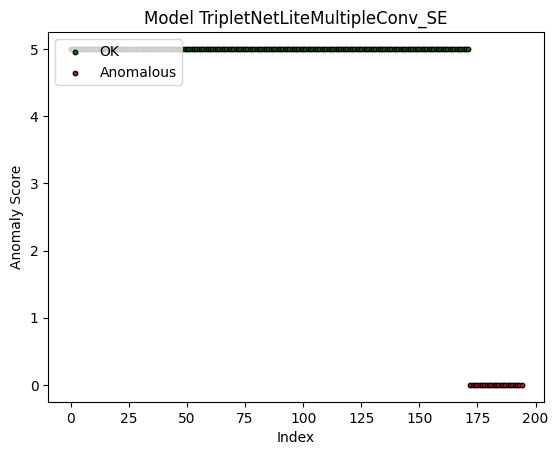 Model TripletNetLiteMultipleConv_SE
OK
Anomalous
Anomaly Score
5
4
3
2
1
0
0 25 50 75 100 125 150 175 200
Index